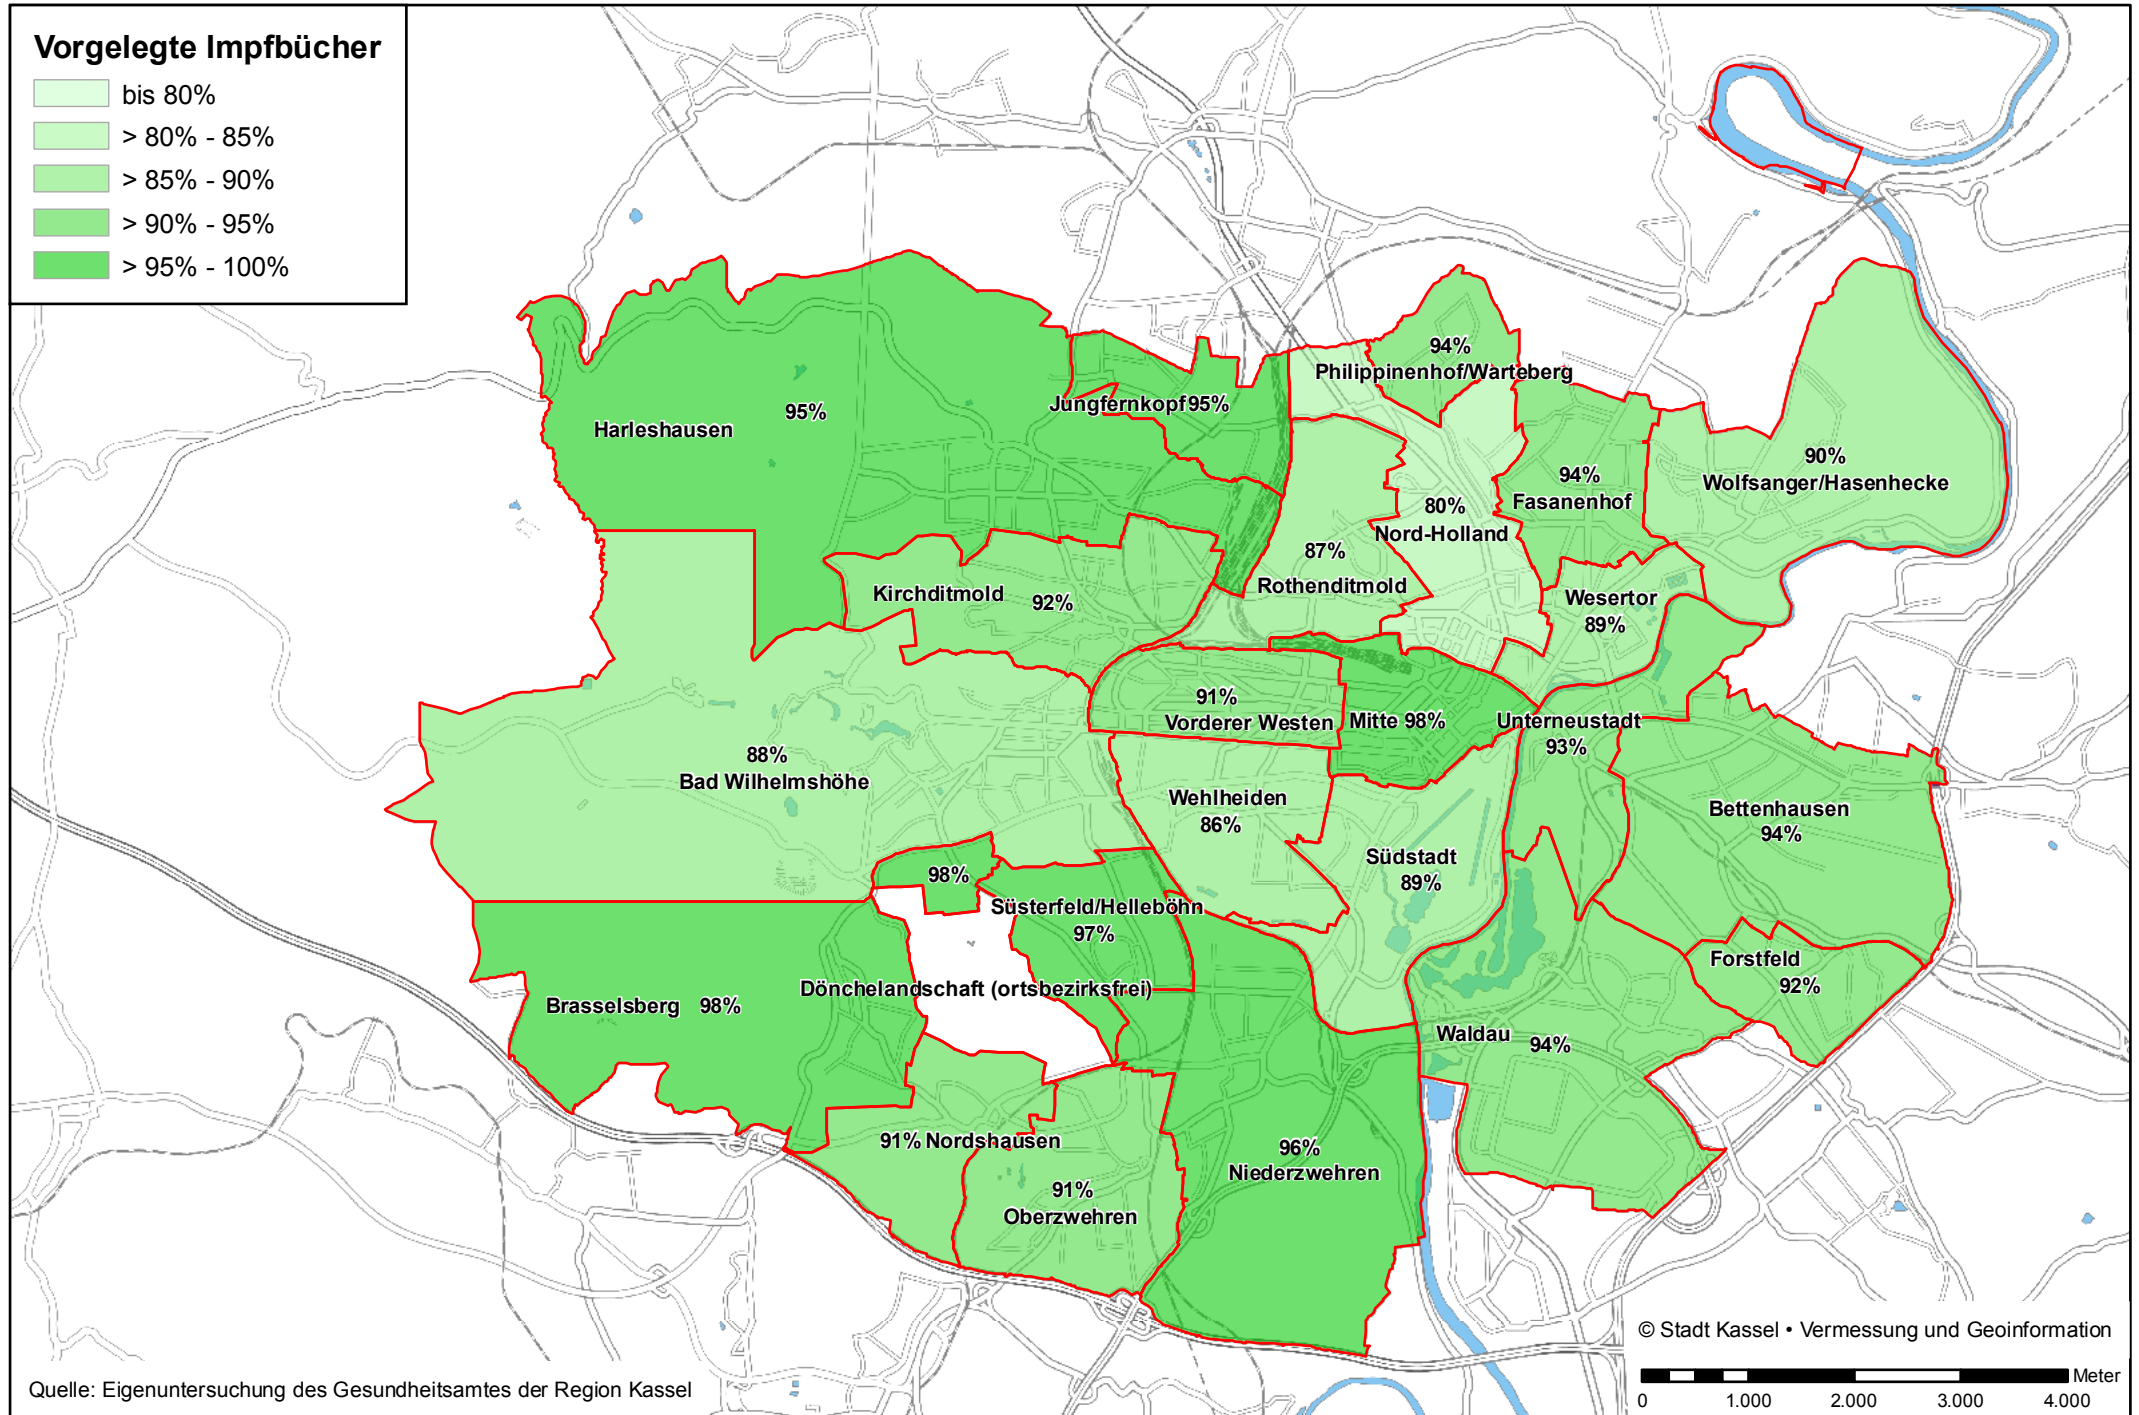 Vorgelegte Impfbücher
bis 80%
> 80% - 85%
> 85% - 90%
> 90% - 95%
> 95% - 100%
94%
Philippinenhof/Warteberg
Jungfernkopf 95%
95%
Harleshausen
90%
Wolfsanger/Hasenhecke
94%
Fasanenhof
80%
Nord-Holland
87%
Rothenditmold
Kirchditmold 92%
Wesertor
89%
91%
Vorderer Westen
Mitte 98%
Unterneustadt
93%
88%
Bad Wilhelmshöhe
Wehlheiden
86%
Bettenhausen
94%
Südstadt
89%
98%
Süsterfeld/Helleböhn
97%
Forstfeld
92%
Dönchelandschaft (ortsbezirksfrei)
Brasselsberg 98%
Waldau 94%
91% Nordshausen
96%
Niederzwehren
91%
Oberzwehren
© Stadt Kassel • Vermessung und Geoinformation
Meter
0 1.000 2.000 3.000 4.000
Quelle: Eigenuntersuchung des Gesundheitsamtes der Region Kassel